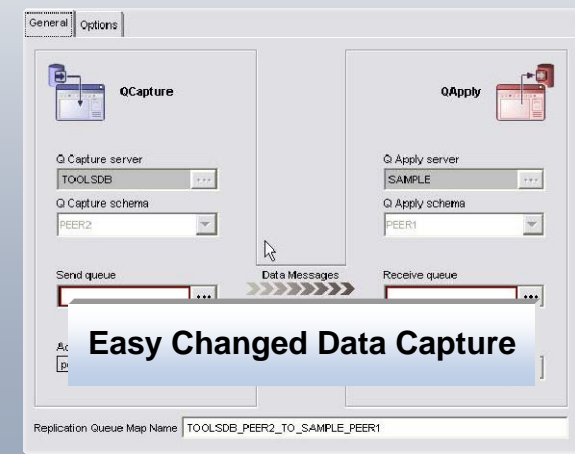 General Options
QCapture
QApply
Q Capture server
Q Apply server
TOOLSDB
SAMPLE
Q Capture schema
Q Apply schema
PEER2
PEER1
Send queue
Data Messages
Receive queue
Easy Changed Data Capture
Replication Queue Map Name TOOLSDB_PEER2_TO_SAMPLE_PEER1